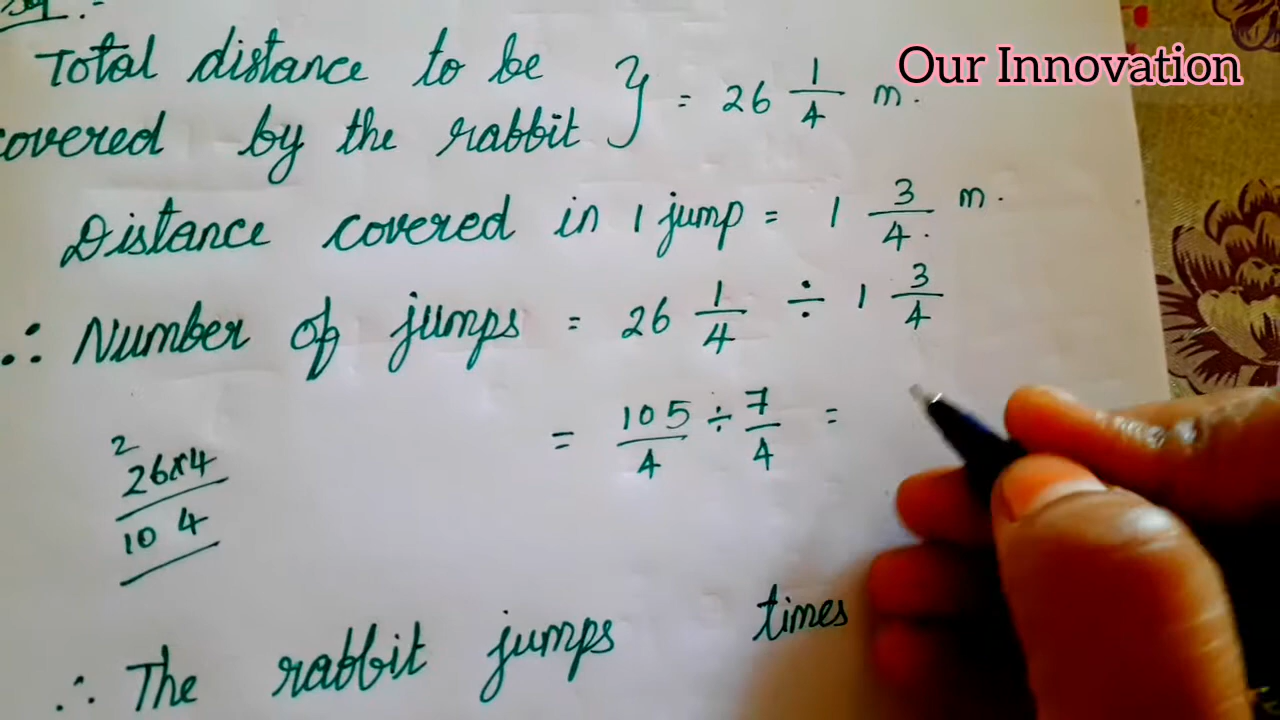 Our Innovation
Total distance to be
covered by the rabbit } = 26 1/4 m.
Distance covered in 1 jump = 1 3/4 m.
∴ Number of jumps = 26 1/4 ÷ 1 3/4
= 105/4 ÷ 7/4 =
2
26x4
104
∴ The rabbit jumps times